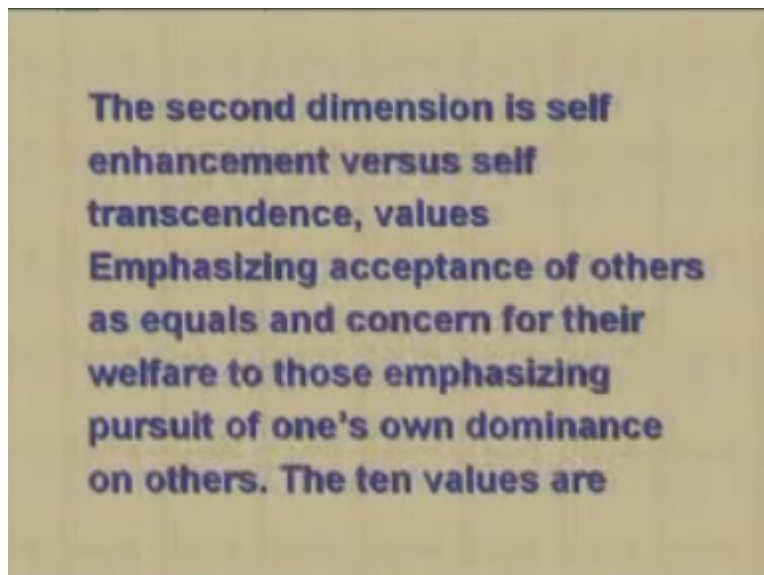 The second dimension is self
enhancement versus self
transcendence, values
Emphasizing acceptance of others
as equals and concern for their
welfare to those emphasizing
pursuit of one's own dominance
on others. The ten values are